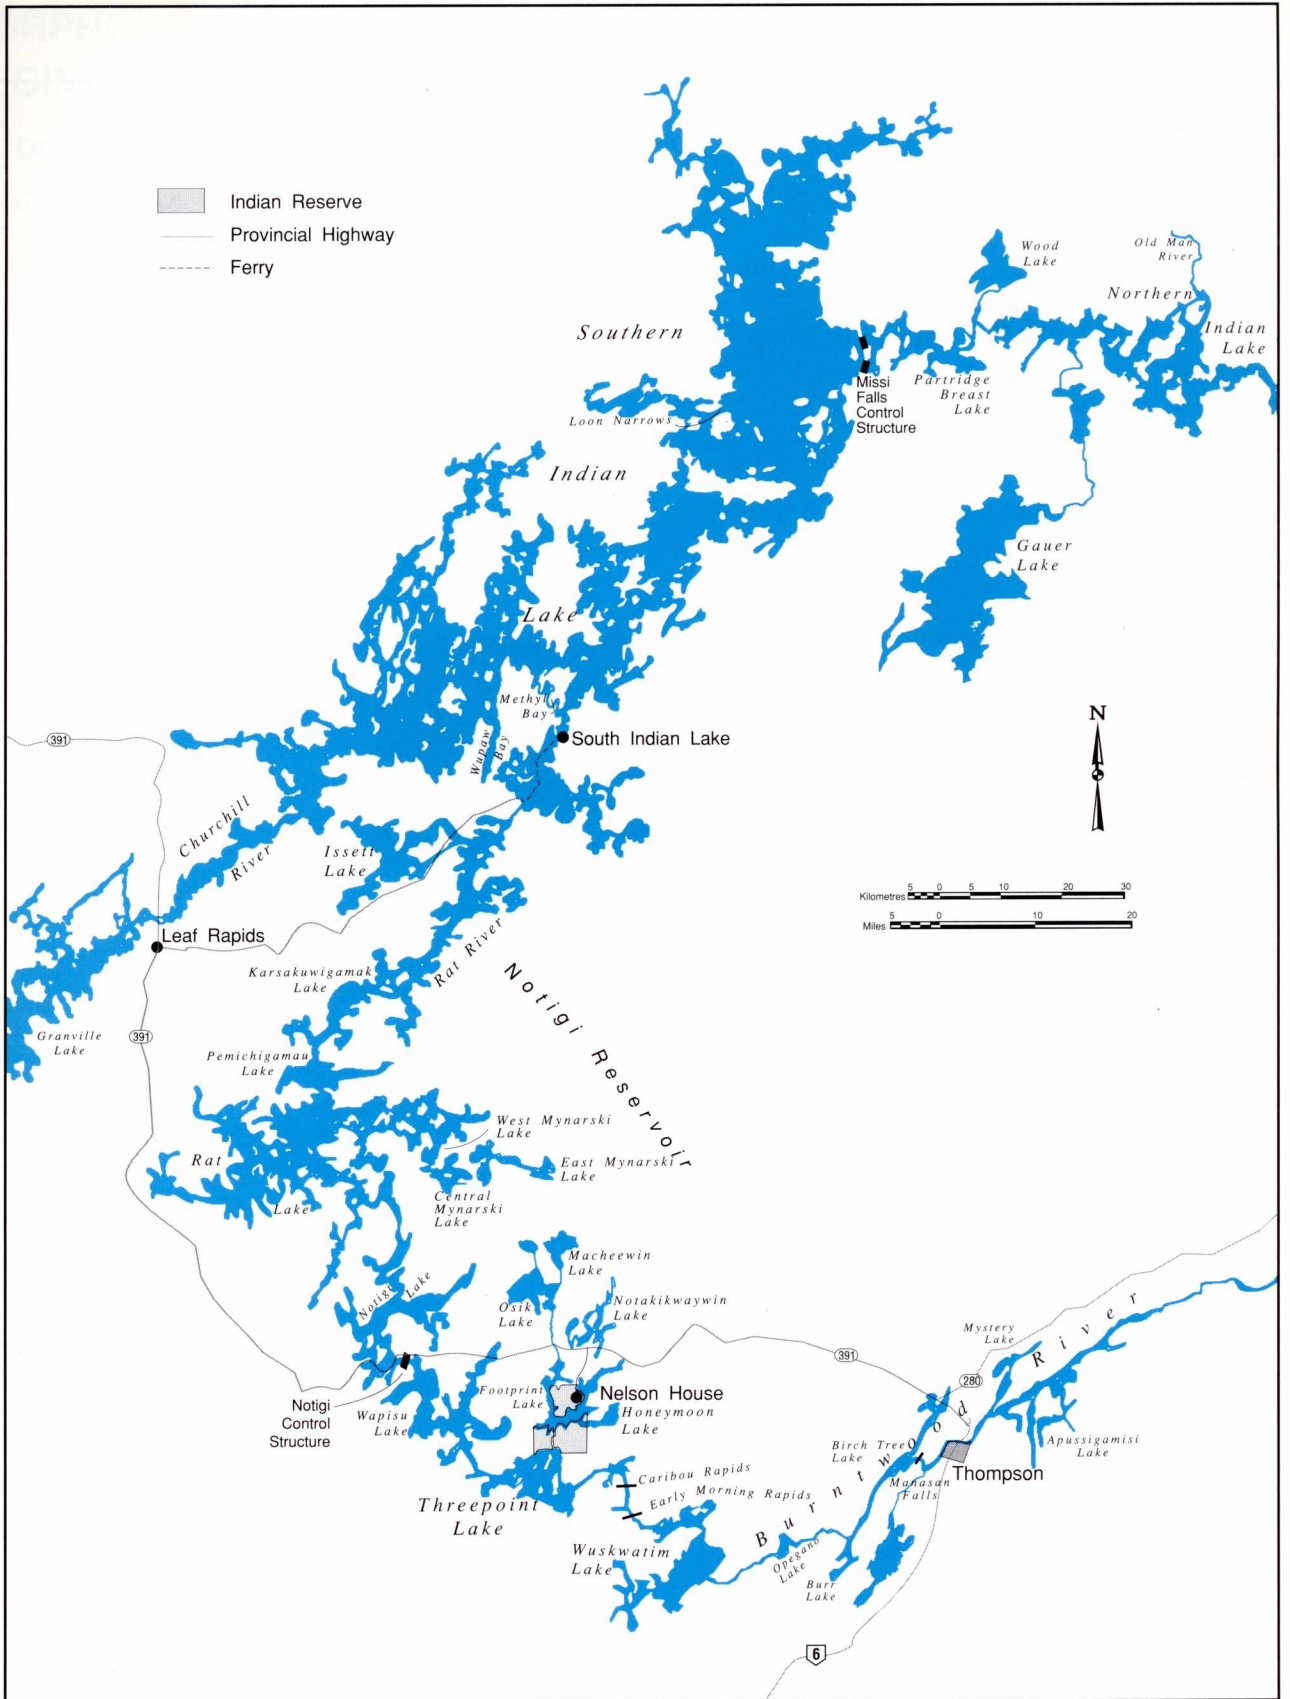 Indian Reserve
Provincial Highway
Ferry
Wood
Lake
Old Man
River
Northern
Indian
Lake
Southern
Missi
Falls
Control
Structure
Partridge
Breast
Lake
Loon Narrows
Indian
Gauer
Lake
Lake
Methyl
Bay
South Indian Lake
Wupaw
Bay
N
391
Churchill
River
Issett
Lake
Kilometres 5 0 5 10 20 30
Miles 5 0 10 20
Leaf Rapids
Rat River
Karsakuwigamak
Lake
Notigi Reservoir
Granville
Lake
391
Pemichigamau
Lake
West Mynarski
Lake
East Mynarski
Lake
Rat
Lake
Central
Mynarski
Lake
Macheewin
Lake
Notigi Lake
Osik
Lake
Notakikwaywin
Lake
Mystery
Lake
Burntwood River
391
280
Notigi
Control
Structure
Footprint
Lake
Nelson House
Honeymoon
Lake
Wapisu
Lake
Birch Tree
Lake
Apussigamisi
Lake
Manasan
Falls
Thompson
Caribou Rapids
Early Morning Rapids
Threepoint
Lake
Wuskwatim
Lake
Opegano
Lake
Burr
Lake
6